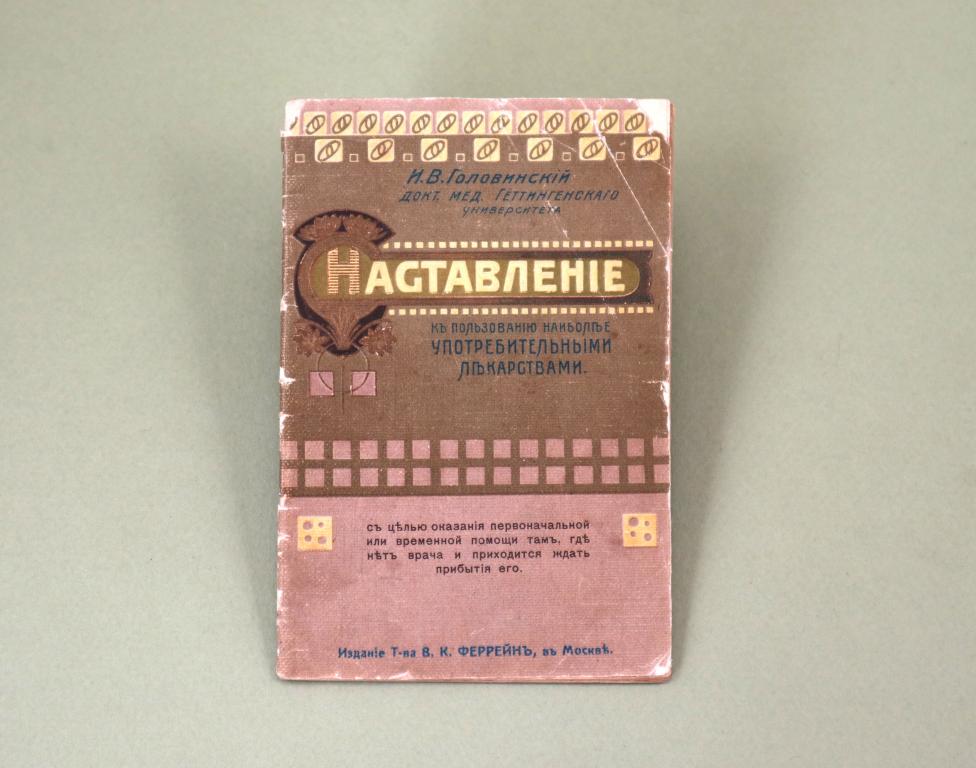 И. В. Головинскій
докт. мед. Геттингенскаго
университета
Наставленіе
къ пользованію наиболѣе
употребительными
лѣкарствами.
съ цѣлью оказанія первоначальной
или временной помощи тамъ, гдѣ
нѣтъ врача и приходится ждать
прибытія его.
Изданіе Т-ва В. К. ФЕРРЕЙНЪ, въ Москвѣ.